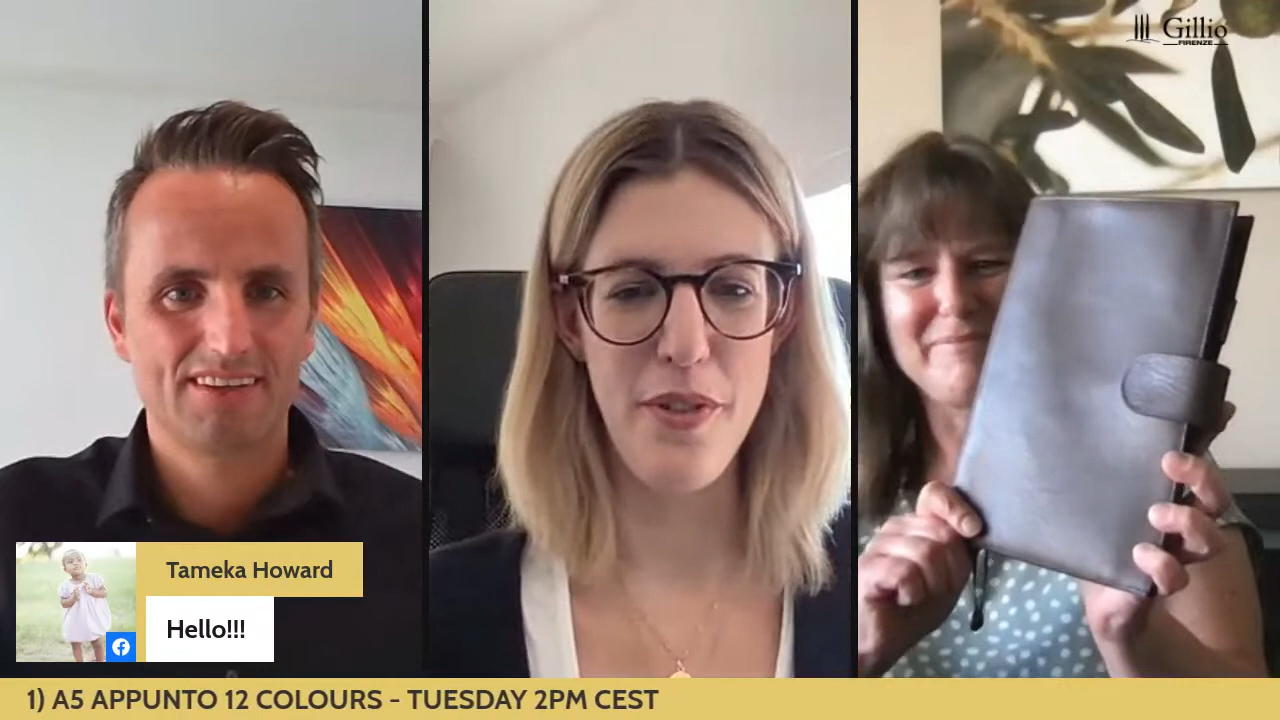 Gillio
FIRENZE
Tameka Howard
Hello!!!
1) A5 APPUNTO 12 COLOURS - TUESDAY 2PM CEST